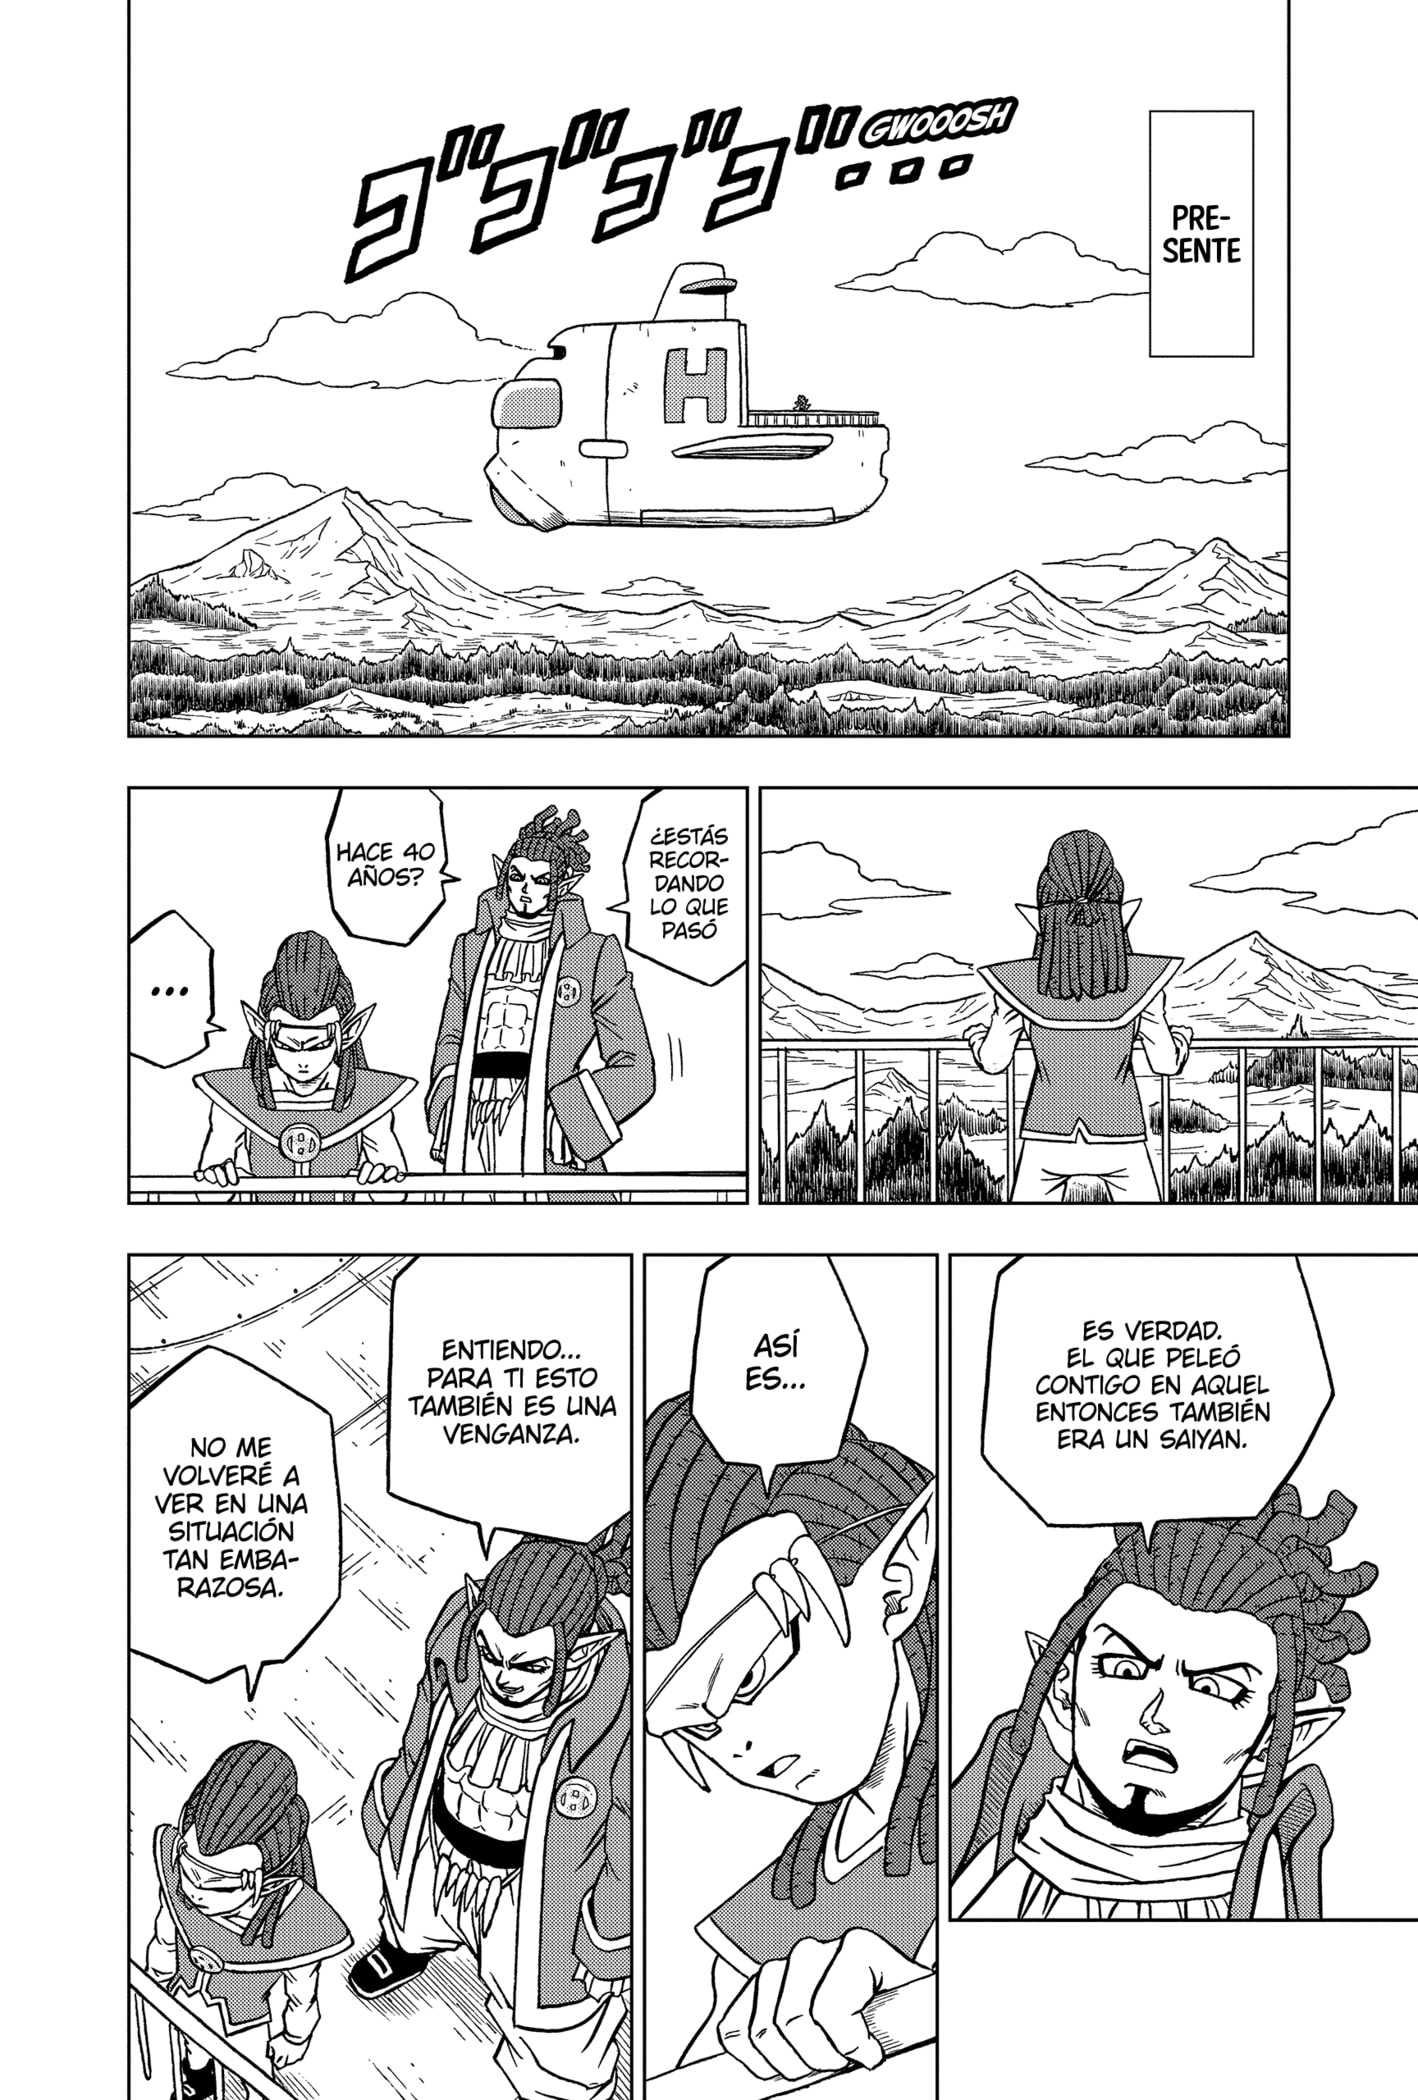 PRE-
SENTE
ゴゴゴゴ...
GWOOOSH
H
¿ESTÁS
RECOR-
DANDO
LO QUE
PASÓ
HACE 40
AÑOS?
...
ES VERDAD.
EL QUE PELEÓ
CONTIGO EN AQUEL
ENTONCES TAMBIÉN
ERA UN SAIYAN.
ASÍ
ES...
ENTIENDO...
PARA TI ESTO
TAMBIÉN ES UNA
VENGANZA.
NO ME
VOLVERÉ A
VER EN UNA
SITUACIÓN
TAN EMBA-
RAZOSA.